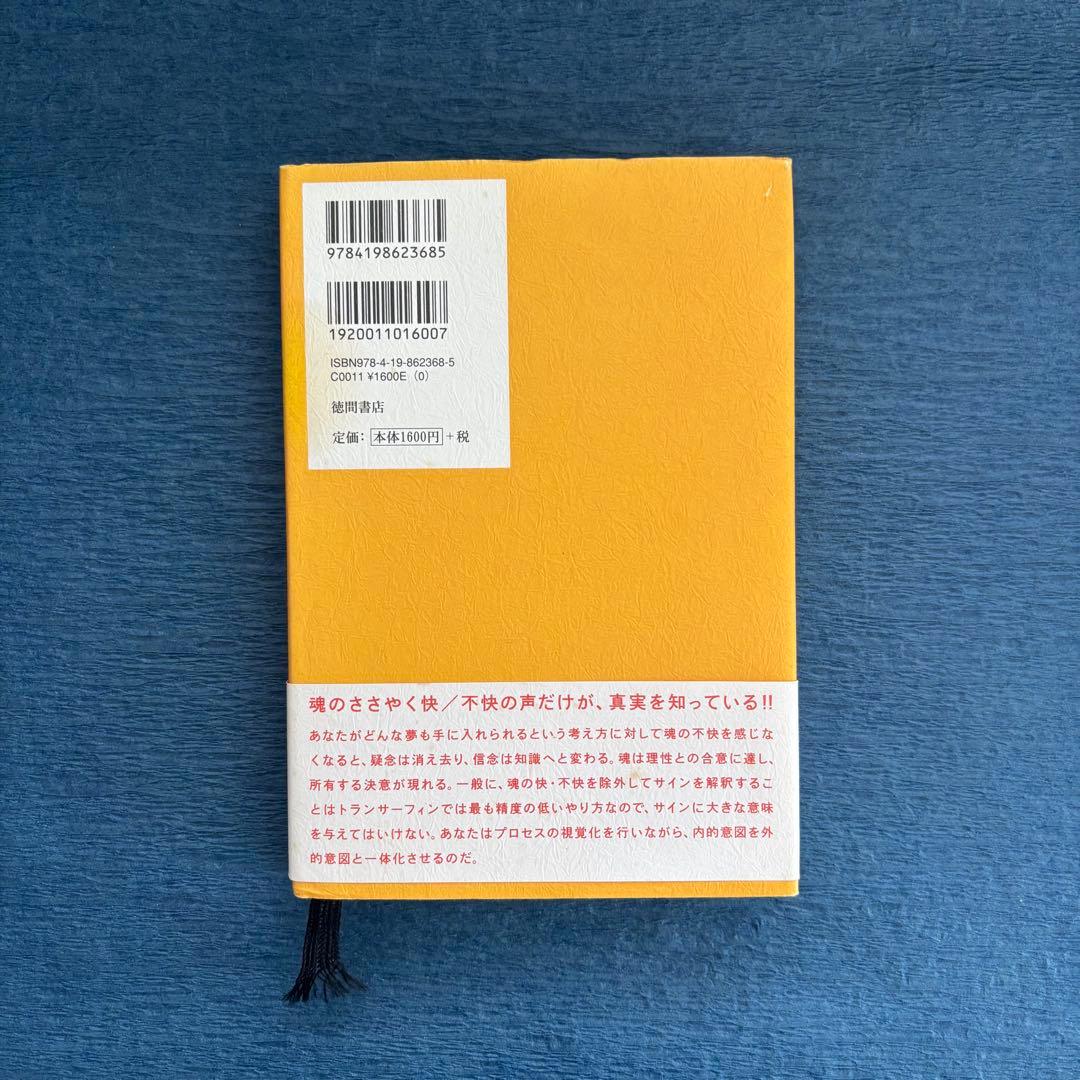 9784198623685
1920011016007
ISBN978-4-19-862368-5
C0011 ¥1600E（0）
徳間書店
定価：本体1600円＋税
魂のささやく快／不快の声だけが、真実を知っている!!
あなたがどんな夢も手に入れられるという考え方に対して魂の不快を感じな
くなると、疑念は消え去り、信念は知識へと変わる。魂は理性との合意に達し、
所有する決意が現れる。一般に、魂の快・不快を除外してサインを解釈するこ
とはトランサーフィンでは最も精度の低いやり方なので、サインに大きな意味
を与えてはいけない。あなたはプロセスの視覚化を行いながら、内的意図を外
的意図と一体化させるのだ。